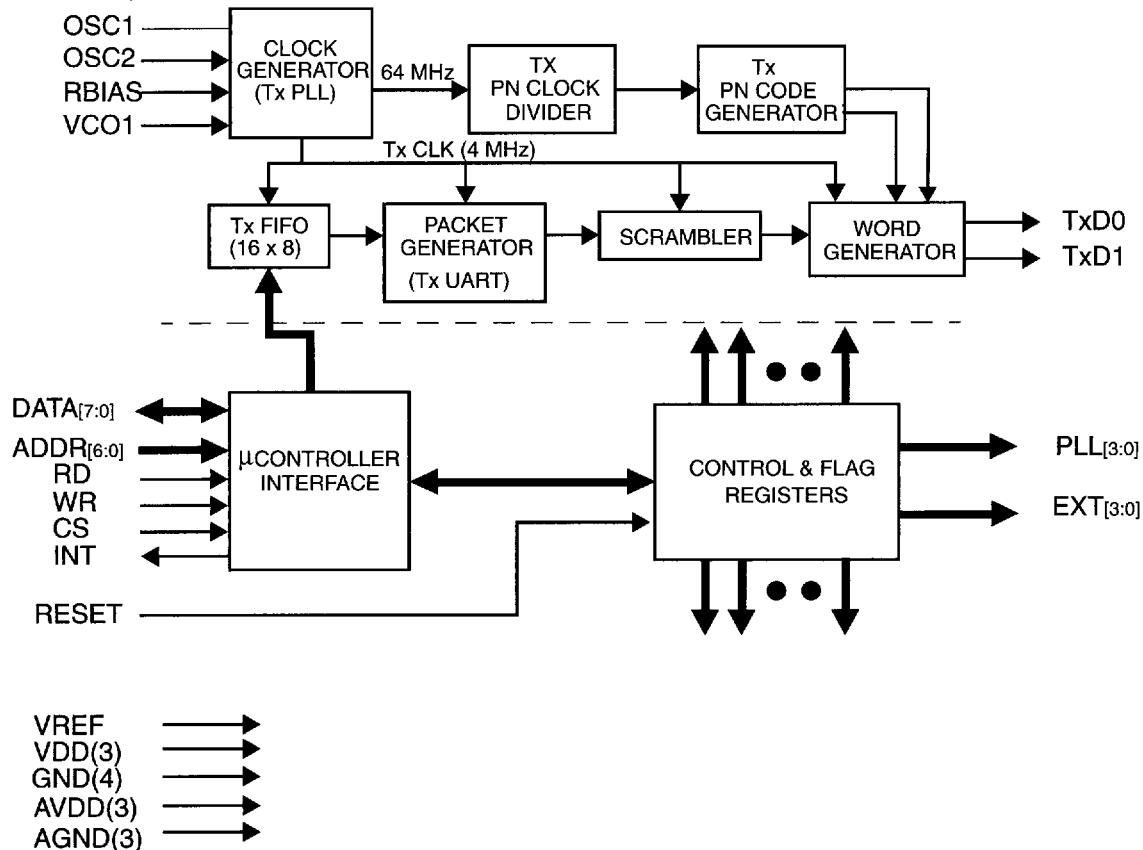 OSC1
OSC2
RBIAS
VCO1
CLOCK
GENERATOR
(Tx PLL)
64 MHz
TX
PN CLOCK
DIVIDER
Tx
PN CODE
GENERATOR
Tx CLK (4 MHz)
Tx FIFO
(16 x 8)
PACKET
GENERATOR
(Tx UART)
SCRAMBLER
WORD
GENERATOR
TxD0
TxD1
DATA[7:0]
ADDR[6:0]
RD
WR
CS
INT
µCONTROLLER
INTERFACE
CONTROL & FLAG
REGISTERS
PLL[3:0]
EXT[3:0]
RESET
VREF
VDD(3)
GND(4)
AVDD(3)
AGND(3)